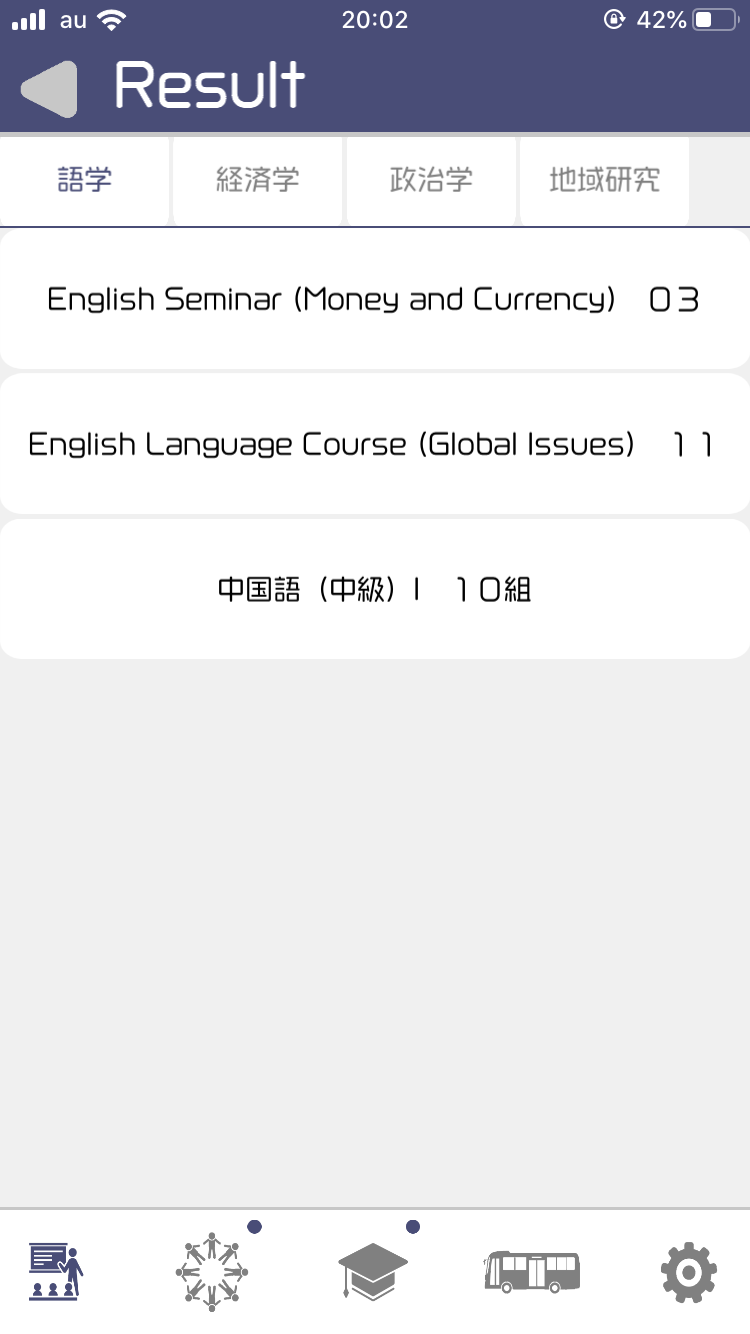 au 20:02 42%
Result
語学 経済学 政治学 地域研究
English Seminar (Money and Currency)　０３
English Language Course (Global Issues)　１１
中国語（中級）Ⅰ　１０組